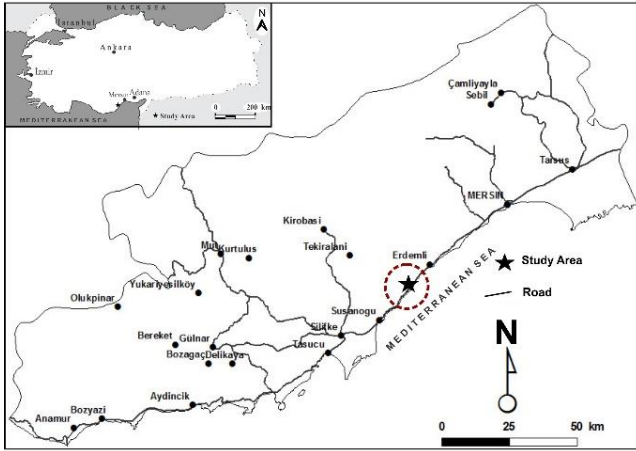 BLACK SEA
Istanbul
N
Ankara
İzmir
Mersin
Adana
0 200 km
MEDITERRANEAN SEA
Study Area
Çamliyayla
Sebil
Tarsus
MERSIN
Kirobasi
Tekiralani
Mut
Kurtulus
Erdemli
Study Area
Yukariyesilköy
Olukpinar
Road
Susanogu
MEDITERRANEAN SEA
Silifke
Bereket
Gülnar
N
Tasucu
Bozagaç
Delikaya
Aydincik
Bozyazi
Anamur
0 25 50 km